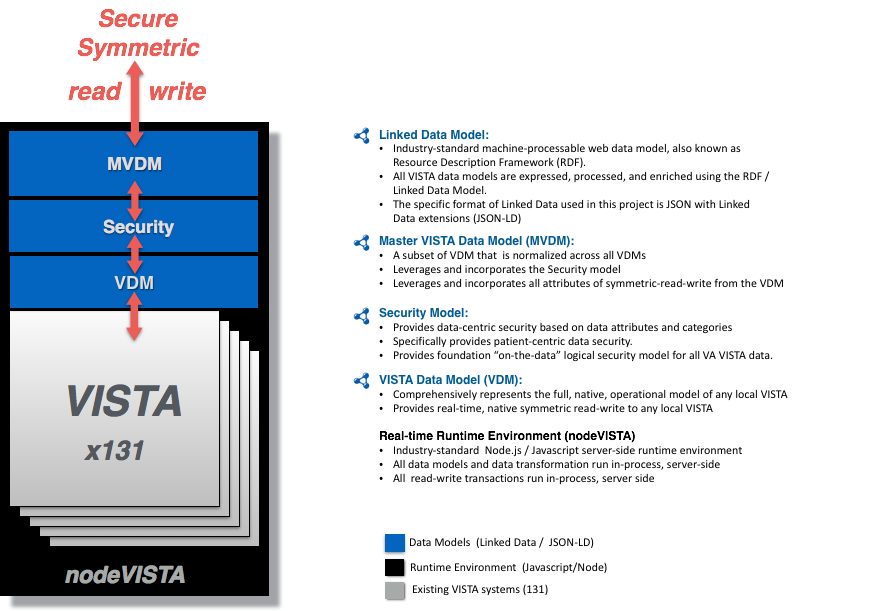 Secure
Symmetric
read write
MVDM
Security
VDM
VISTA
x131
nodeVISTA
Linked Data Model:
• Industry-standard machine-processable web data model, also known as
Resource Description Framework (RDF).
• All VISTA data models are expressed, processed, and enriched using the RDF /
Linked Data Model.
• The specific format of Linked Data used in this project is JSON with Linked
Data extensions (JSON-LD)
Master VISTA Data Model (MVDM):
• A subset of VDM that is normalized across all VDMs
• Leverages and incorporates the Security model
• Leverages and incorporates all attributes of symmetric-read-write from the VDM
Security Model:
• Provides data-centric security based on data attributes and categories
• Specifically provides patient-centric data security.
• Provides foundation “on-the-data” logical security model for all VA VISTA data.
VISTA Data Model (VDM):
• Comprehensively represents the full, native, operational model of any local VISTA
• Provides real-time, native symmetric read-write to any local VISTA
Real-time Runtime Environment (nodeVISTA)
• Industry-standard Node.js / Javascript server-side runtime environment
• All data models and data transformation run in-process, server-side
• All read-write transactions run in-process, server side
Data Models (Linked Data / JSON-LD)
Runtime Environment (Javascript/Node)
Existing VISTA systems (131)